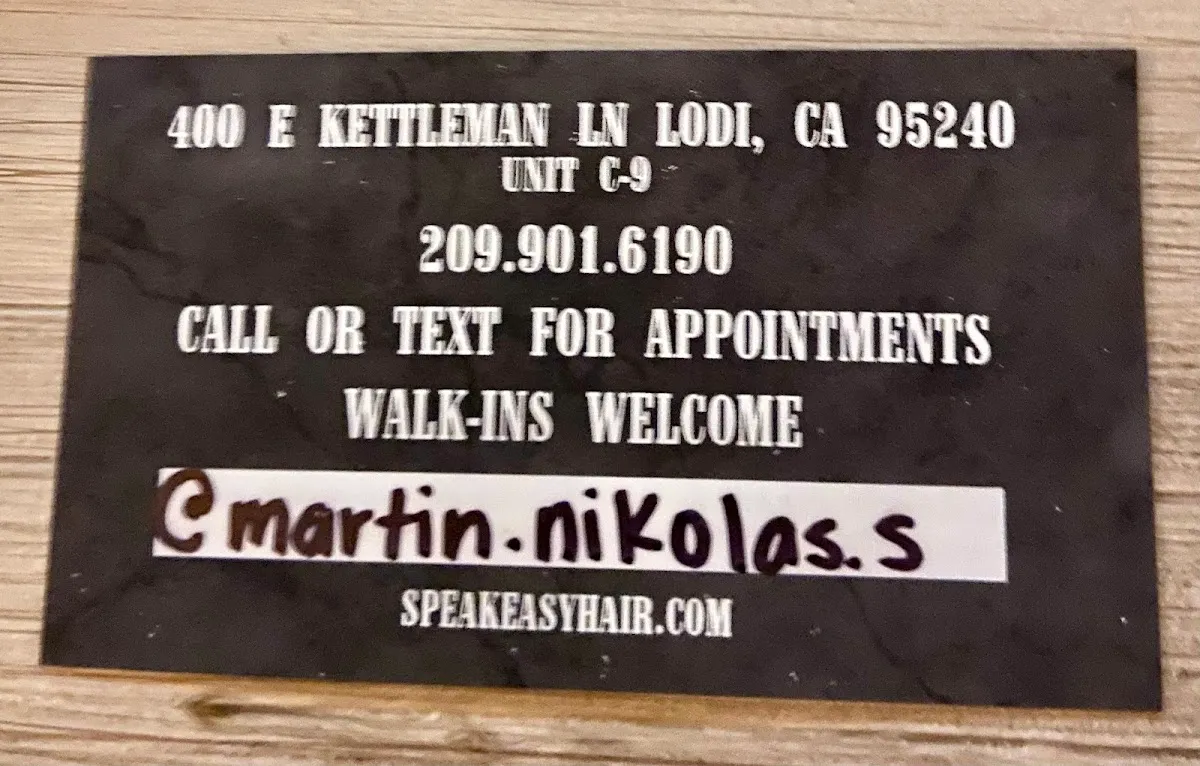 400 E KETTLEMAN LN LODI, CA 95240
UNIT C-9
209.901.6190
CALL OR TEXT FOR APPOINTMENTS
WALK-INS WELCOME
@martin.nikolas.s
SPEAKEASYHAIR.COM